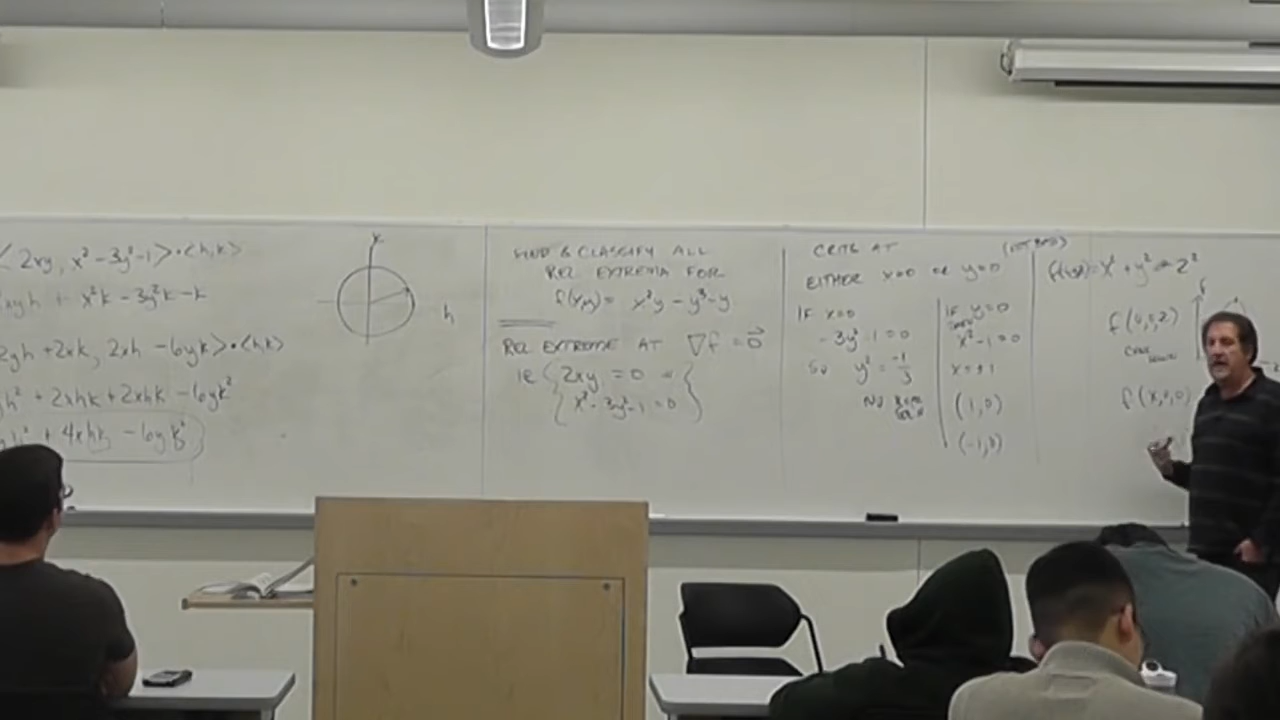 ⟨2xy, x² - 3y² - 1⟩ • ⟨h, k⟩
2xyh + x²k - 3y²k - k
2yh + 2xk, 2xh - 6yk⟩ • ⟨h,k⟩
h² + 2xhk + 2xhk - 6yk²
+ 4xhk - 6yk²
h
FIND & CLASSIFY ALL
REL EXTREMA FOR
f(x,y) = x²y - y³ - y
REL EXTREME AT ∇f = 0⃗
IE { 2xy = 0
x² - 3y² - 1 = 0
CRITS AT
EITHER x=0 or y=0
IF x=0
-3y² - 1 = 0
So y² = -1/3
IF y=0
x² - 1 = 0
x = ±1
(1,0)
(-1,0)
x² + y² - z²
f(0,0,z)
f(x,0,0)